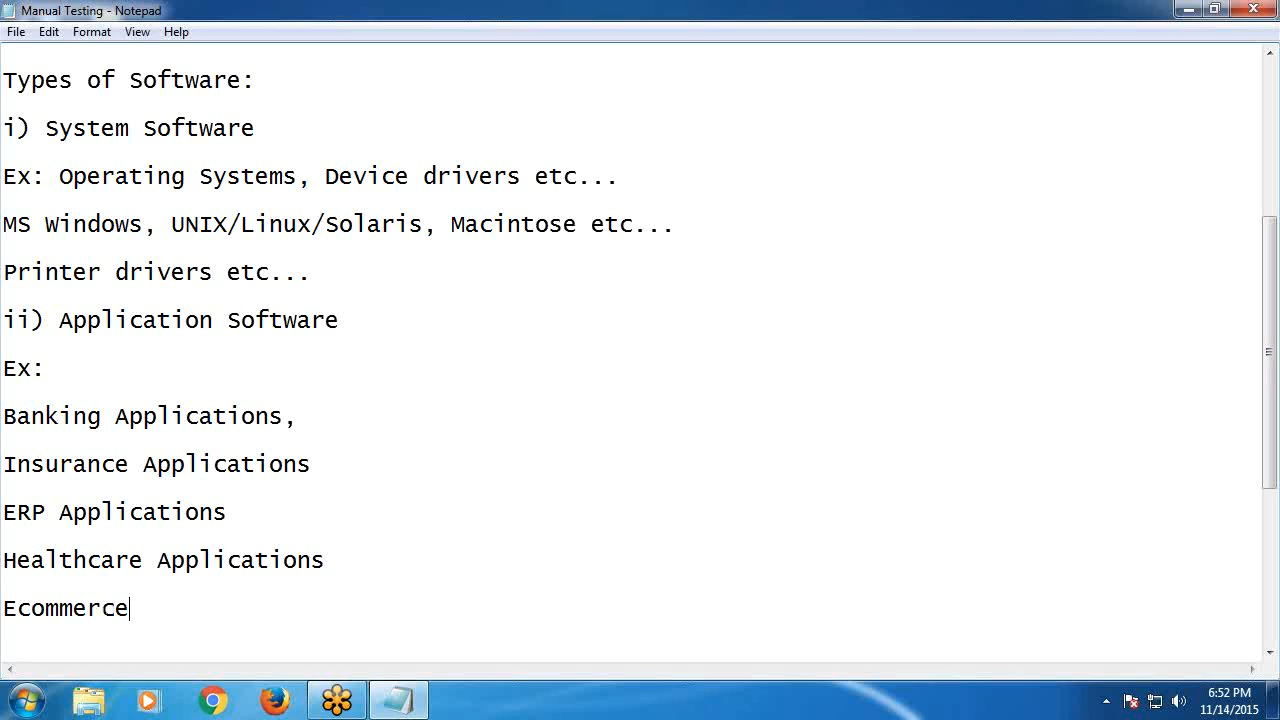 Manual Testing - Notepad
File Edit Format View Help
Types of Software:
i) System Software
Ex: Operating Systems, Device drivers etc...
MS Windows, UNIX/Linux/Solaris, Macintose etc...
Printer drivers etc...
ii) Application Software
Ex:
Banking Applications,
Insurance Applications
ERP Applications
Healthcare Applications
Ecommerce
6:52 PM
11/14/2015